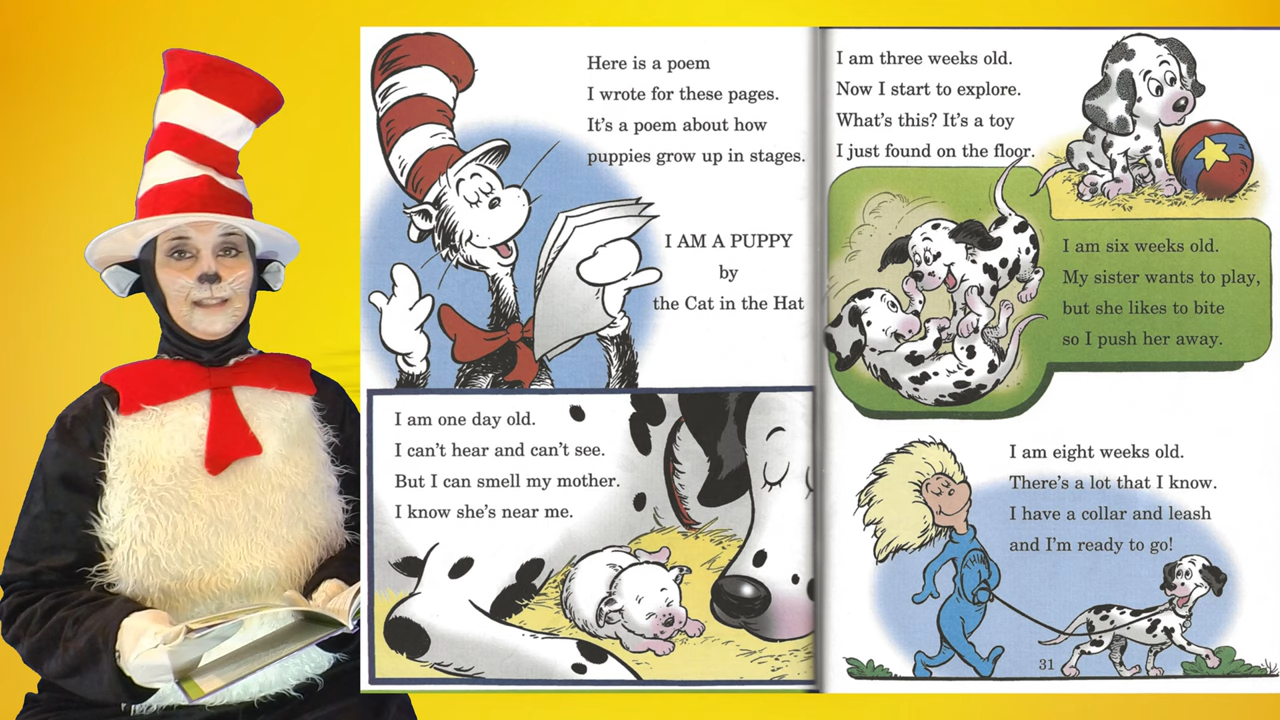 Here is a poem
I wrote for these pages.
It's a poem about how
puppies grow up in stages.
I AM A PUPPY
by
the Cat in the Hat
I am one day old.
I can't hear and can't see.
But I can smell my mother.
I know she's near me.
I am three weeks old.
Now I start to explore.
What's this? It's a toy
I just found on the floor.
I am six weeks old.
My sister wants to play,
but she likes to bite
so I push her away.
I am eight weeks old.
There's a lot that I know.
I have a collar and leash
and I'm ready to go!
31